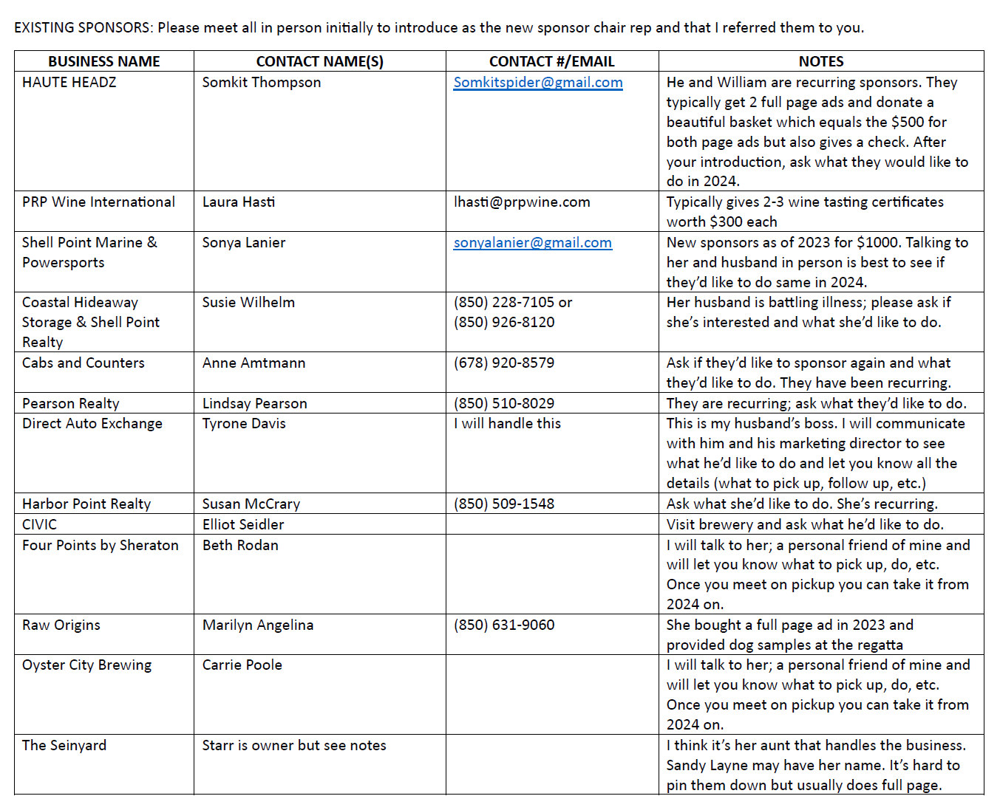 EXISTING SPONSORS: Please meet all in person initially to introduce as the new sponsor chair rep and that I referred them to you.
BUSINESS NAME CONTACT NAME(S) CONTACT #/EMAIL NOTES
HAUTE HEADZ Somkit Thompson Somkitspider@gmail.com He and William are recurring sponsors. They
typically get 2 full page ads and donate a
beautiful basket which equals the $500 for
both page ads but also gives a check. After
your introduction, ask what they would like to
do in 2024.
PRP Wine International Laura Hasti lhasti@prpwine.com Typically gives 2-3 wine tasting certificates
worth $300 each
Shell Point Marine & Sonya Lanier sonyalanier@gmail.com New sponsors as of 2023 for $1000. Talking to
Powersports her and husband in person is best to see if
they’d like to do same in 2024.
Coastal Hideaway Susie Wilhelm (850) 228-7105 or Her husband is battling illness; please ask if
Storage & Shell Point (850) 926-8120 she’s interested and what she’d like to do.
Realty
Cabs and Counters Anne Amtmann (678) 920-8579 Ask if they’d like to sponsor again and what
they’d like to do. They have been recurring.
Pearson Realty Lindsay Pearson (850) 510-8029 They are recurring; ask what they’d like to do.
Direct Auto Exchange Tyrone Davis I will handle this This is my husband’s boss. I will communicate
with him and his marketing director to see
what he’d like to do and let you know all the
details (what to pick up, follow up, etc.)
Harbor Point Realty Susan McCrary (850) 509-1548 Ask what she’d like to do. She’s recurring.
CIVIC Elliot Seidler Visit brewery and ask what he’d like to do.
Four Points by Sheraton Beth Rodan I will talk to her; a personal friend of mine and
will let you know what to pick up, do, etc.
Once you meet on pickup you can take it from
2024 on.
Raw Origins Marilyn Angelina (850) 631-9060 She bought a full page ad in 2023 and
provided dog samples at the regatta
Oyster City Brewing Carrie Poole I will talk to her; a personal friend of mine and
will let you know what to pick up, do, etc.
Once you meet on pickup you can take it from
2024 on.
The Seinyard Starr is owner but see notes I think it’s her aunt that handles the business.
Sandy Layne may have her name. It’s hard to
pin them down but usually does full page.